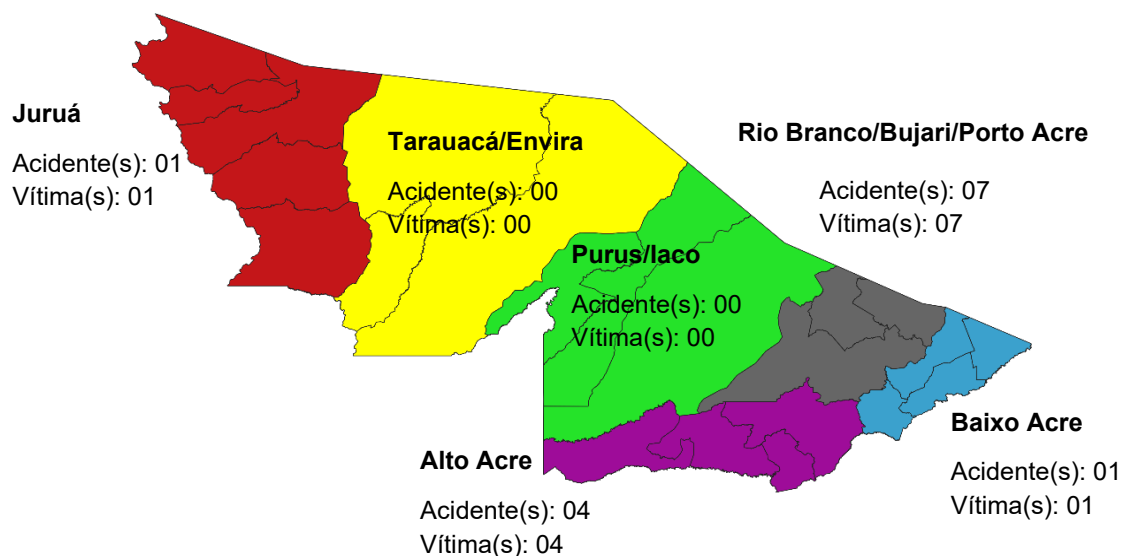 Juruá
Acidente(s): 01
Vítima(s): 01
Tarauacá/Envira
Acidente(s): 00
Vítima(s): 00
Rio Branco/Bujari/Porto Acre
Acidente(s): 07
Vítima(s): 07
Purus/Iaco
Acidente(s): 00
Vítima(s): 00
Alto Acre
Acidente(s): 04
Vítima(s): 04
Baixo Acre
Acidente(s): 01
Vítima(s): 01